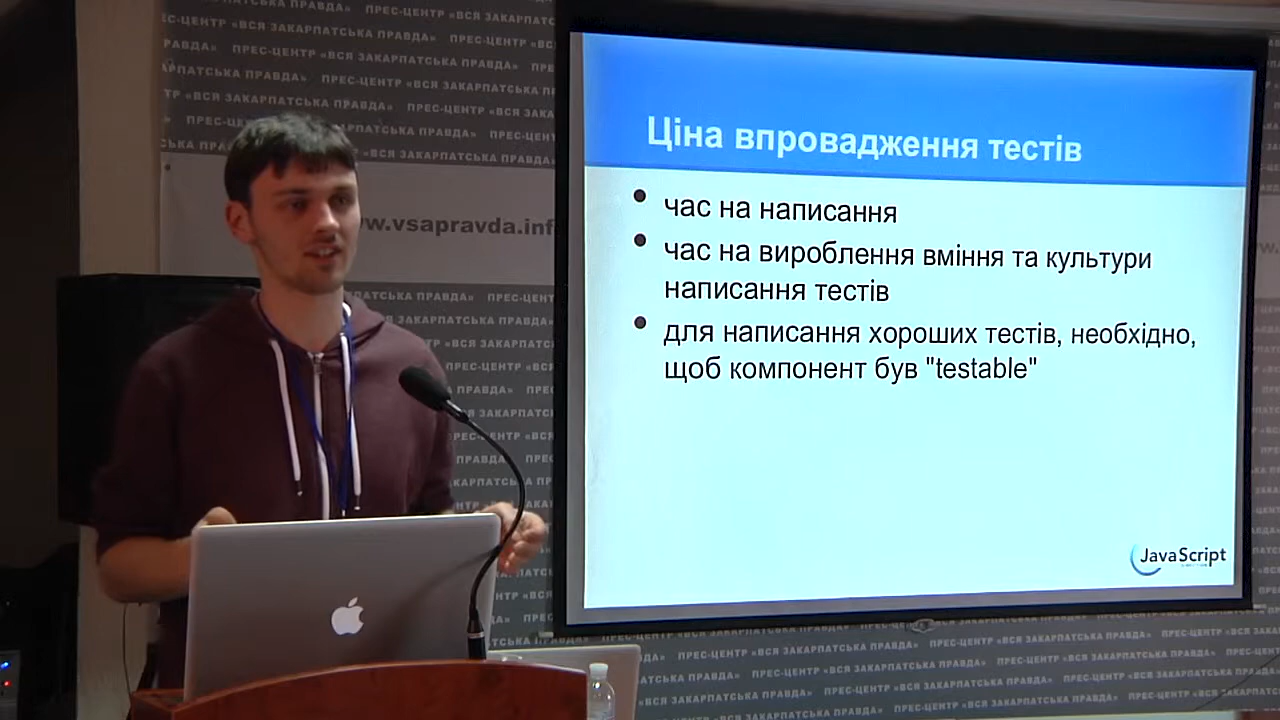 Ціна впровадження тестів
час на написання
час на вироблення вміння та культури
написання тестів
для написання хороших тестів, необхідно,
щоб компонент був "testable"
JavaScript
www.vsapravda.inf
ПРЕС-ЦЕНТР «ВСЯ ЗАКАРПАТСЬКА ПРАВДА»